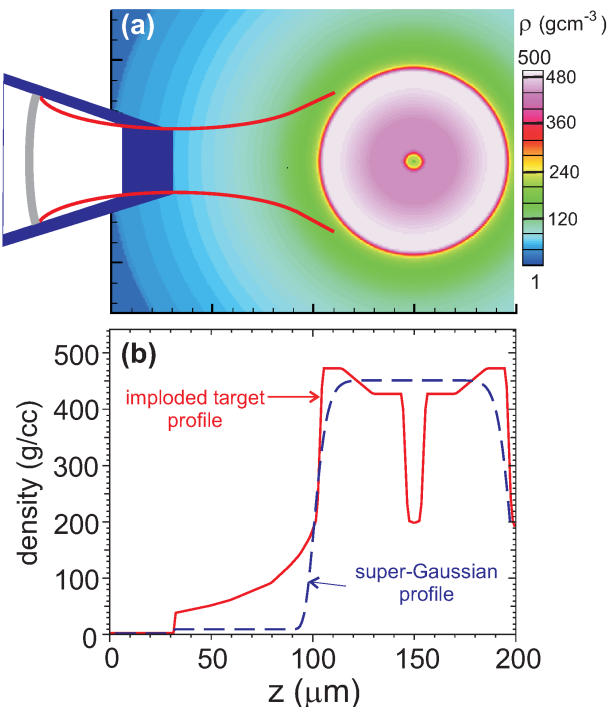 (a)
ρ (gcm⁻³)
500
480
360
240
120
1
(b)
500
400
300
200
100
0
density (g/cc)
imploded target
profile
super-Gaussian
profile
0
50
100
150
200
z (μm)